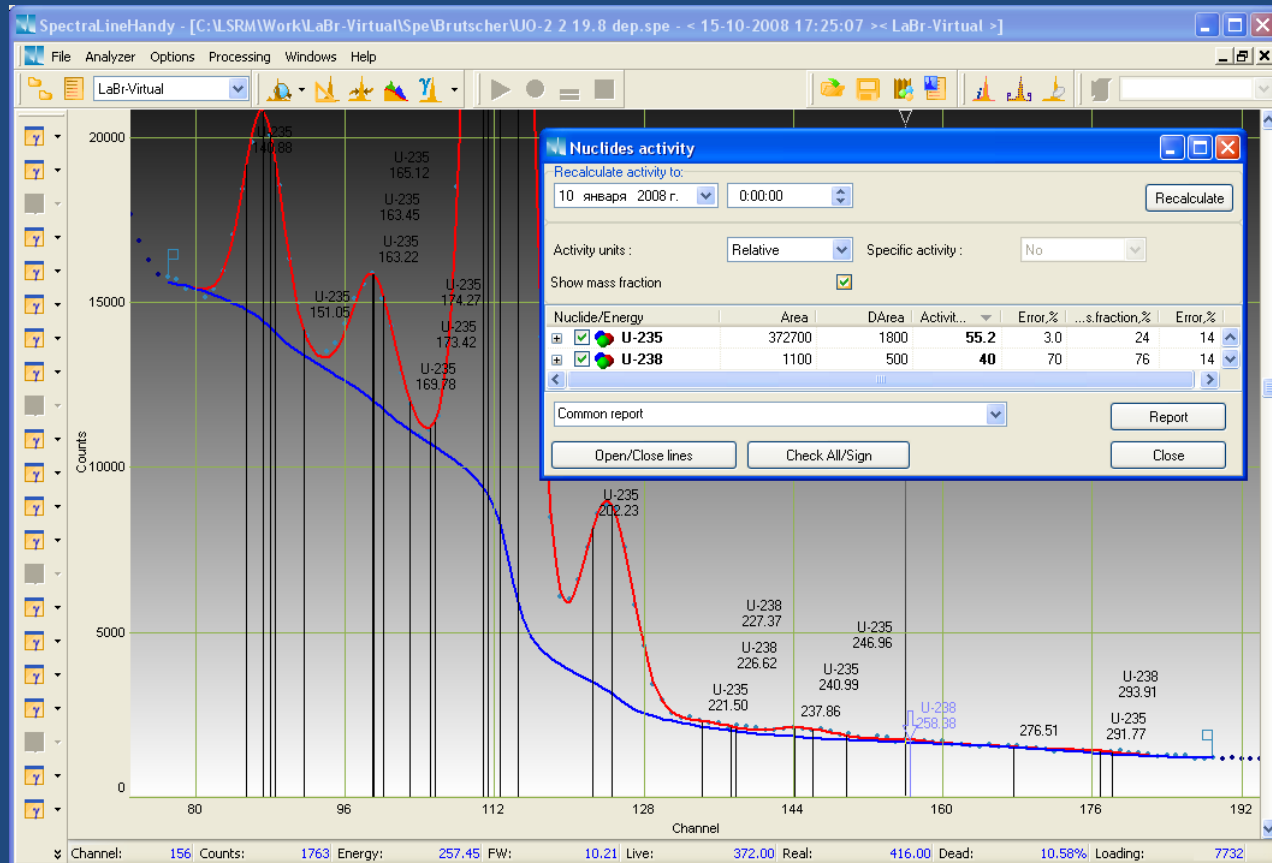 SpectraLineHandy - [C:\LSRM\Work\LaBr-Virtual\Spe\Brutscher\UO-2 2 19.8 dep.spe - < 15-10-2008 17:25:07 >< LaBr-Virtual >]
File Analyzer Options Processing Windows Help
LaBr-Virtual
Nuclides activity
Recalculate activity to:
10 января 2008 г. 0:00:00 Recalculate
Activity units : Relative Specific activity : No
Show mass fraction
Nuclide/Energy Area DArea Activit... Error,% ...s.fraction,% Error,%
U-235 372700 1800 55.2 3.0 24 14
U-238 1100 500 40 70 76 14
Common report Report
Open/Close lines Check All/Sign Close
20000
15000
10000
5000
0
Counts
U-235
140.88
U-235
151.05
U-235
165.12
U-235
163.45
U-235
163.22
U-235
174.27
U-235
173.42
U-235
169.78
U-235
202.23
U-238
227.37
U-238
226.62
U-235
221.50
237.86
U-235
246.96
U-235
240.99
U-238
258.38
276.51
U-238
293.91
U-235
291.77
80 96 112 128 144 160 176 192
Channel
Channel: 156 Counts: 1763 Energy: 257.45 FW: 10.21 Live: 372.00 Real: 416.00 Dead: 10.58% Loading: 7732